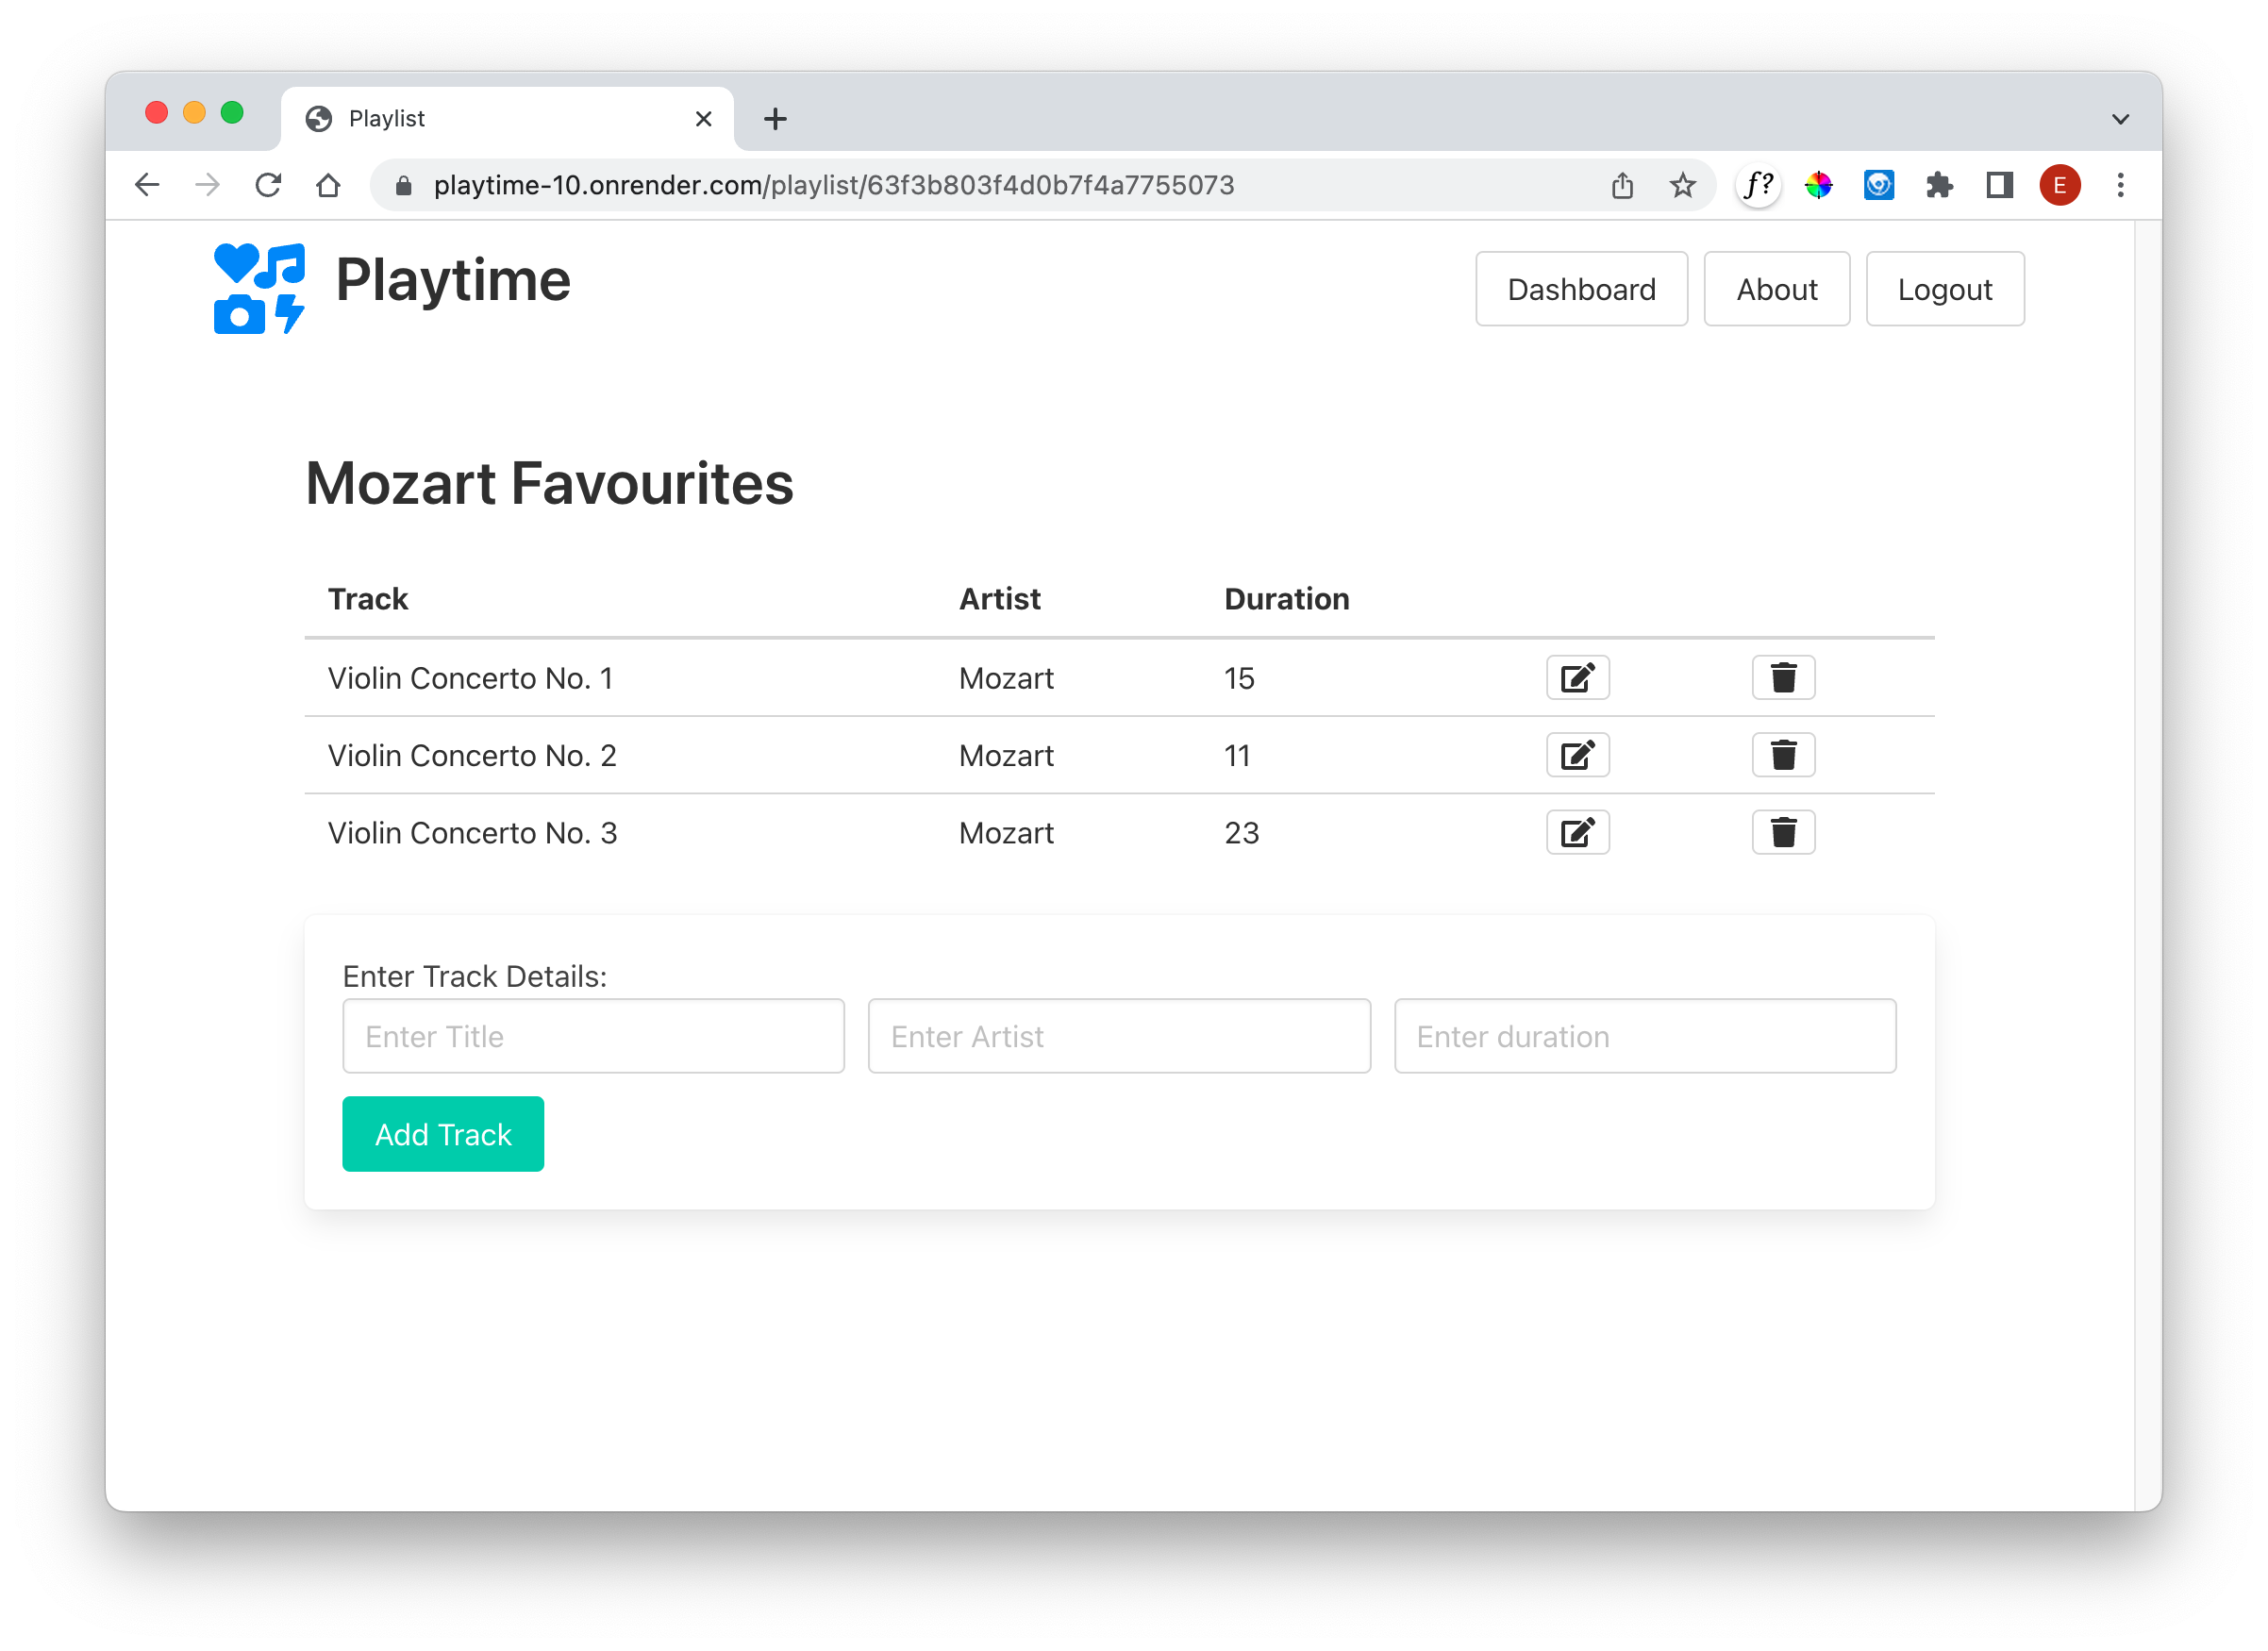 Playlist
playtime-10.onrender.com/playlist/63f3b803f4d0b7f4a7755073
f?
E
Playtime
Dashboard About Logout
Mozart Favourites
Track Artist Duration
Violin Concerto No. 1 Mozart 15
Violin Concerto No. 2 Mozart 11
Violin Concerto No. 3 Mozart 23
Enter Track Details:
Enter Title Enter Artist Enter duration
Add Track